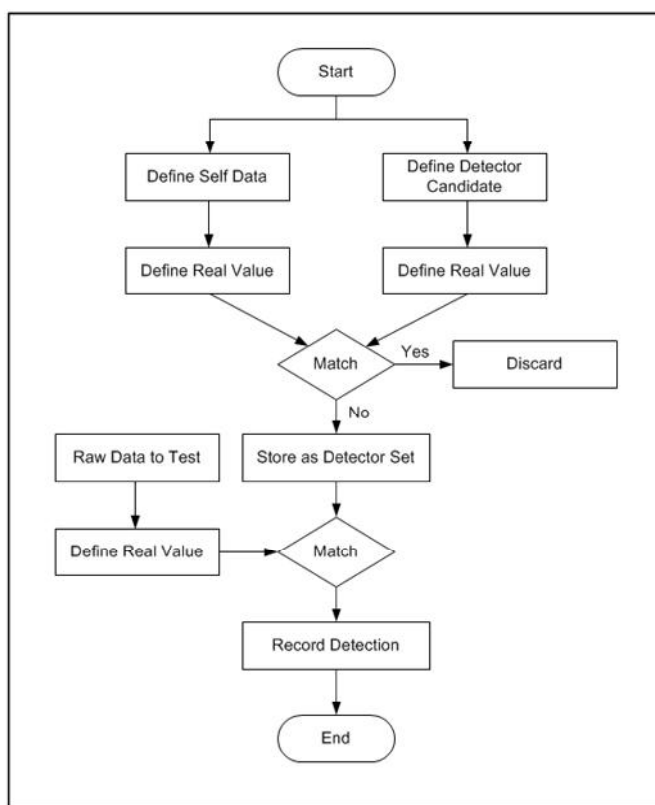 Start
Define Self Data
Define Detector
Candidate
Define Real Value
Define Real Value
Match
Yes
Discard
No
Raw Data to Test
Store as Detector Set
Define Real Value
Match
Record Detection
End